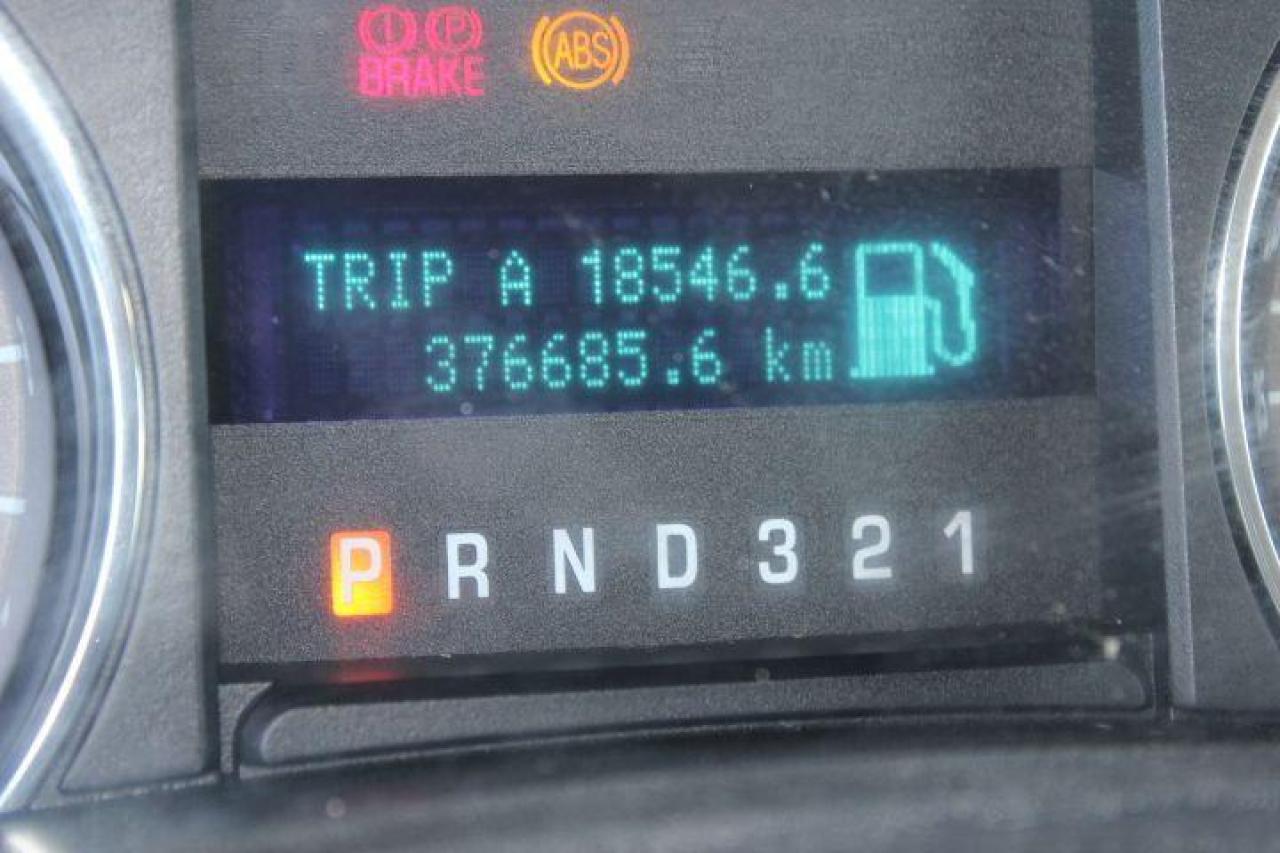 ! P
BRAKE
ABS
TRIP A 18546.6
376685.6 km
P R N D 3 2 1